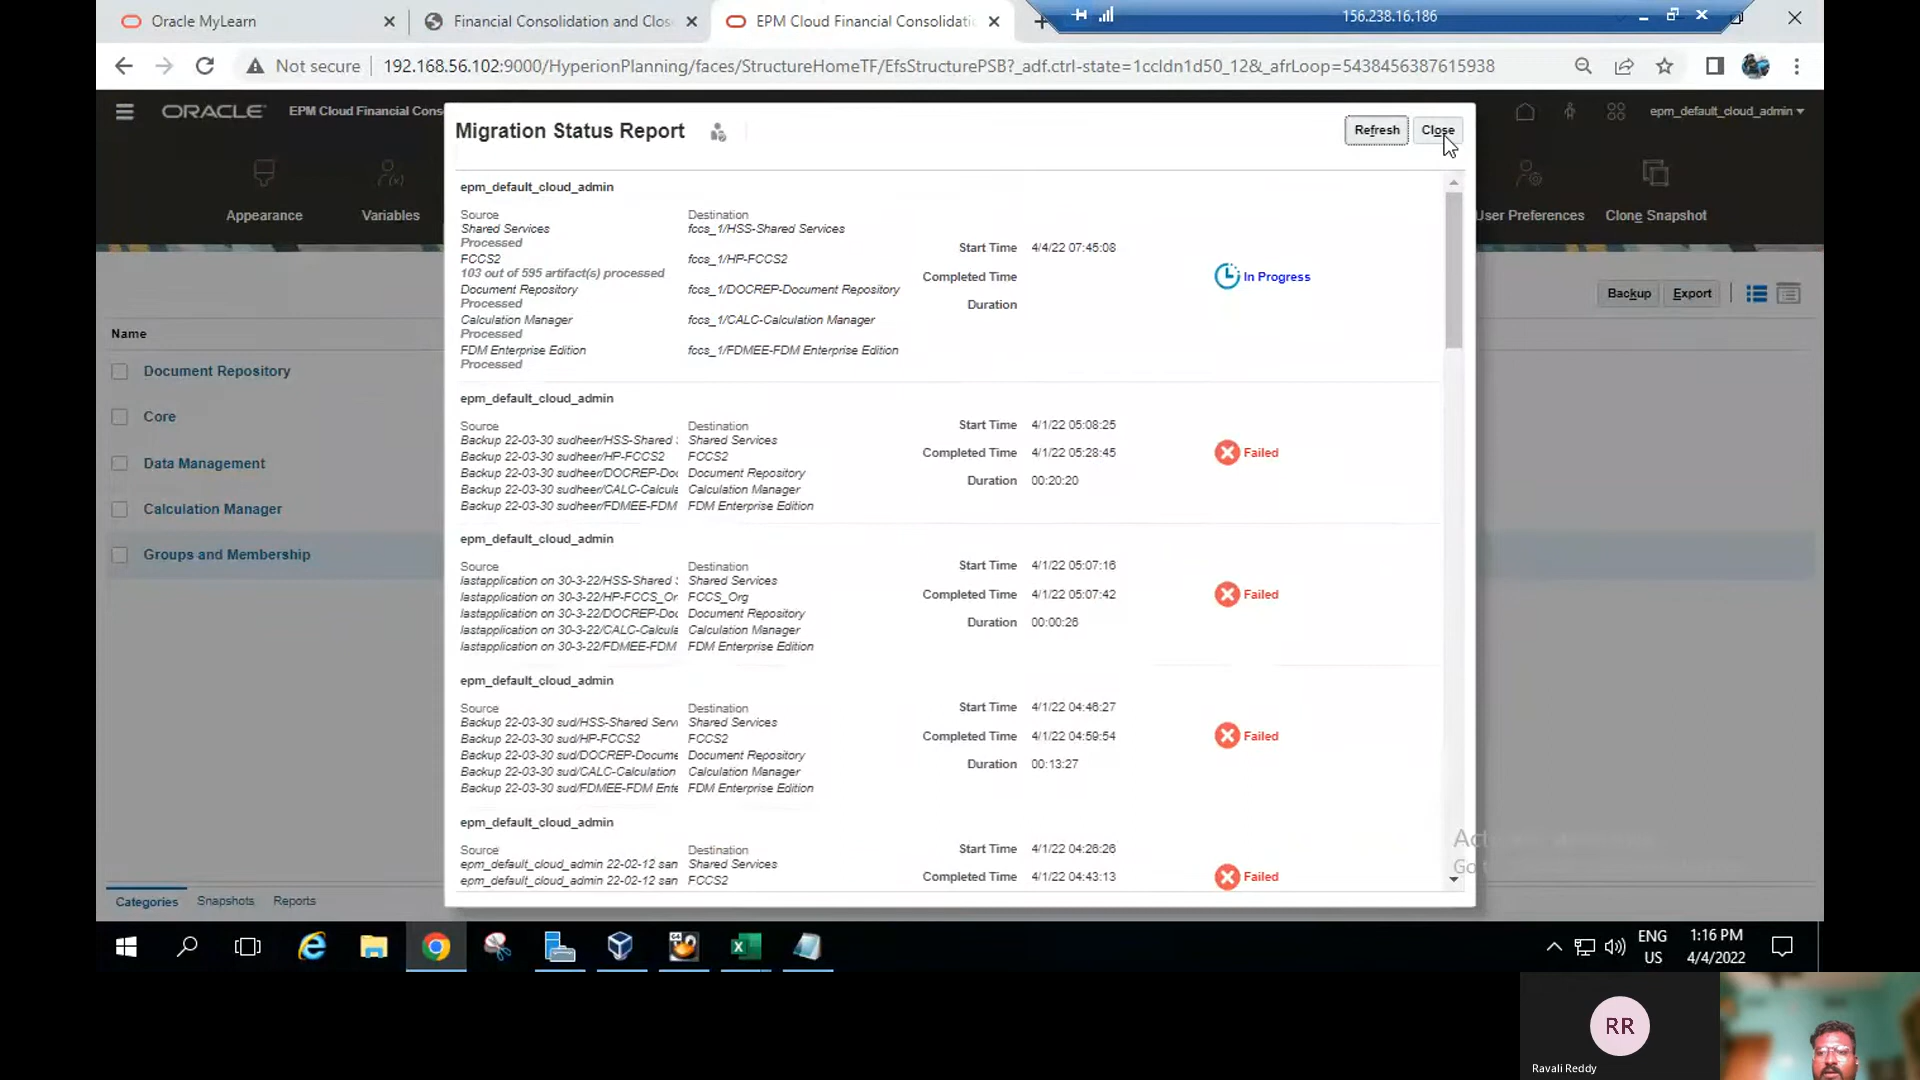 Oracle MyLearn
Financial Consolidation and Clos
EPM Cloud Financial Consolidati
156.238.16.186
Not secure
192.168.56.102:9000/HyperionPlanning/faces/StructureHomeTF/EfsStructurePSB?_adf.ctrl-state=1ccldn1d50_12&_afrLoop=5438456387615938
ORACLE
EPM Cloud Financial Cons
epm_default_cloud_admin
Appearance
Variables
User Preferences
Clone Snapshot
Backup
Export
Name
Document Repository
Core
Data Management
Calculation Manager
Groups and Membership
Categories
Snapshots
Reports
Migration Status Report
Refresh
Close
epm_default_cloud_admin
Source Destination
Shared Services fccs_1/HSS-Shared Services
Processed
FCCS2 fccs_1/HP-FCCS2
103 out of 595 artifact(s) processed
Document Repository fccs_1/DOCREP-Document Repository
Processed
Calculation Manager fccs_1/CALC-Calculation Manager
Processed
FDM Enterprise Edition fccs_1/FDMEE-FDM Enterprise Edition
Processed
Start Time 4/4/22 07:45:08
Completed Time
Duration
In Progress
epm_default_cloud_admin
Source Destination
Backup 22-03-30 sudheer/HSS-Shared Shared Services
Backup 22-03-30 sudheer/HP-FCCS2 FCCS2
Backup 22-03-30 sudheer/DOCREP-Doc Document Repository
Backup 22-03-30 sudheer/CALC-Calcula Calculation Manager
Backup 22-03-30 sudheer/FDMEE-FDM FDM Enterprise Edition
Start Time 4/1/22 05:08:25
Completed Time 4/1/22 05:28:45
Duration 00:20:20
Failed
epm_default_cloud_admin
Source Destination
lastapplication on 30-3-22/HSS-Shared Shared Services
lastapplication on 30-3-22/HP-FCCS_Or FCCS_Org
lastapplication on 30-3-22/DOCREP-Doc Document Repository
lastapplication on 30-3-22/CALC-Calcula Calculation Manager
lastapplication on 30-3-22/FDMEE-FDM FDM Enterprise Edition
Start Time 4/1/22 05:07:16
Completed Time 4/1/22 05:07:42
Duration 00:00:26
Failed
epm_default_cloud_admin
Source Destination
Backup 22-03-30 sud/HSS-Shared Servi Shared Services
Backup 22-03-30 sud/HP-FCCS2 FCCS2
Backup 22-03-30 sud/DOCREP-Docume Document Repository
Backup 22-03-30 sud/CALC-Calculation Calculation Manager
Backup 22-03-30 sud/FDMEE-FDM Ente FDM Enterprise Edition
Start Time 4/1/22 04:46:27
Completed Time 4/1/22 04:59:54
Duration 00:13:27
Failed
epm_default_cloud_admin
Source Destination
epm_default_cloud_admin 22-02-12 san Shared Services
epm_default_cloud_admin 22-02-12 san FCCS2
Start Time 4/1/22 04:26:26
Completed Time 4/1/22 04:43:13
Failed
ENG
US
1:16 PM
4/4/2022
RR
Ravali Reddy